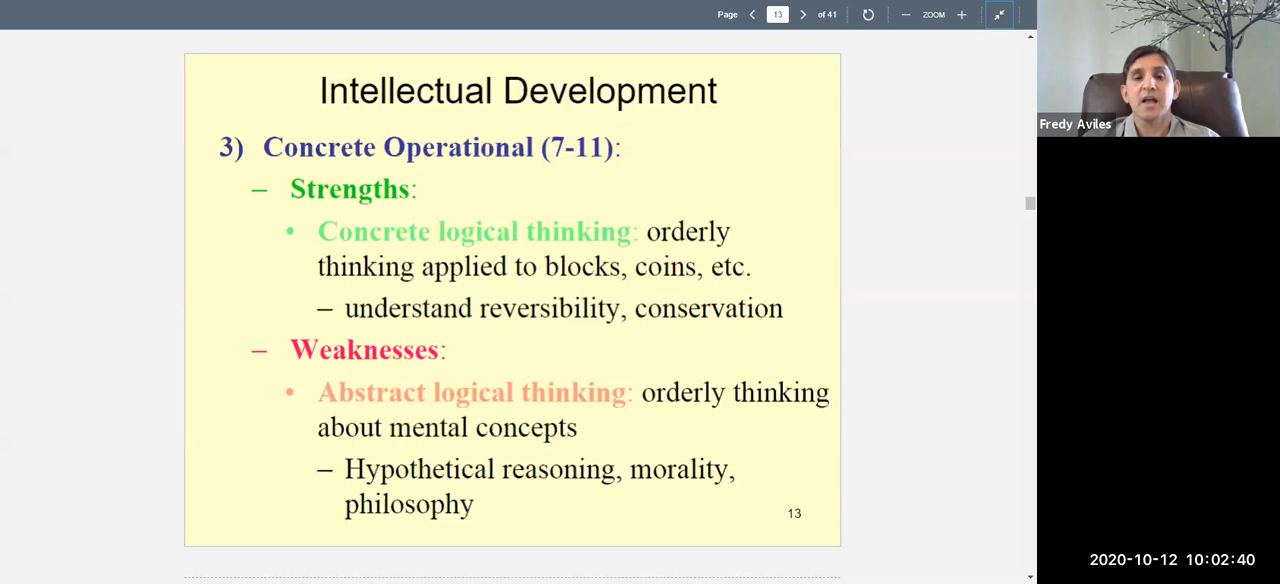 Page 13 of 41 ZOOM
Intellectual Development
3) Concrete Operational (7-11):
– Strengths:
• Concrete logical thinking: orderly
thinking applied to blocks, coins, etc.
– understand reversibility, conservation
– Weaknesses:
• Abstract logical thinking: orderly thinking
about mental concepts
– Hypothetical reasoning, morality,
philosophy
13
Fredy Aviles
2020-10-12 10:02:40